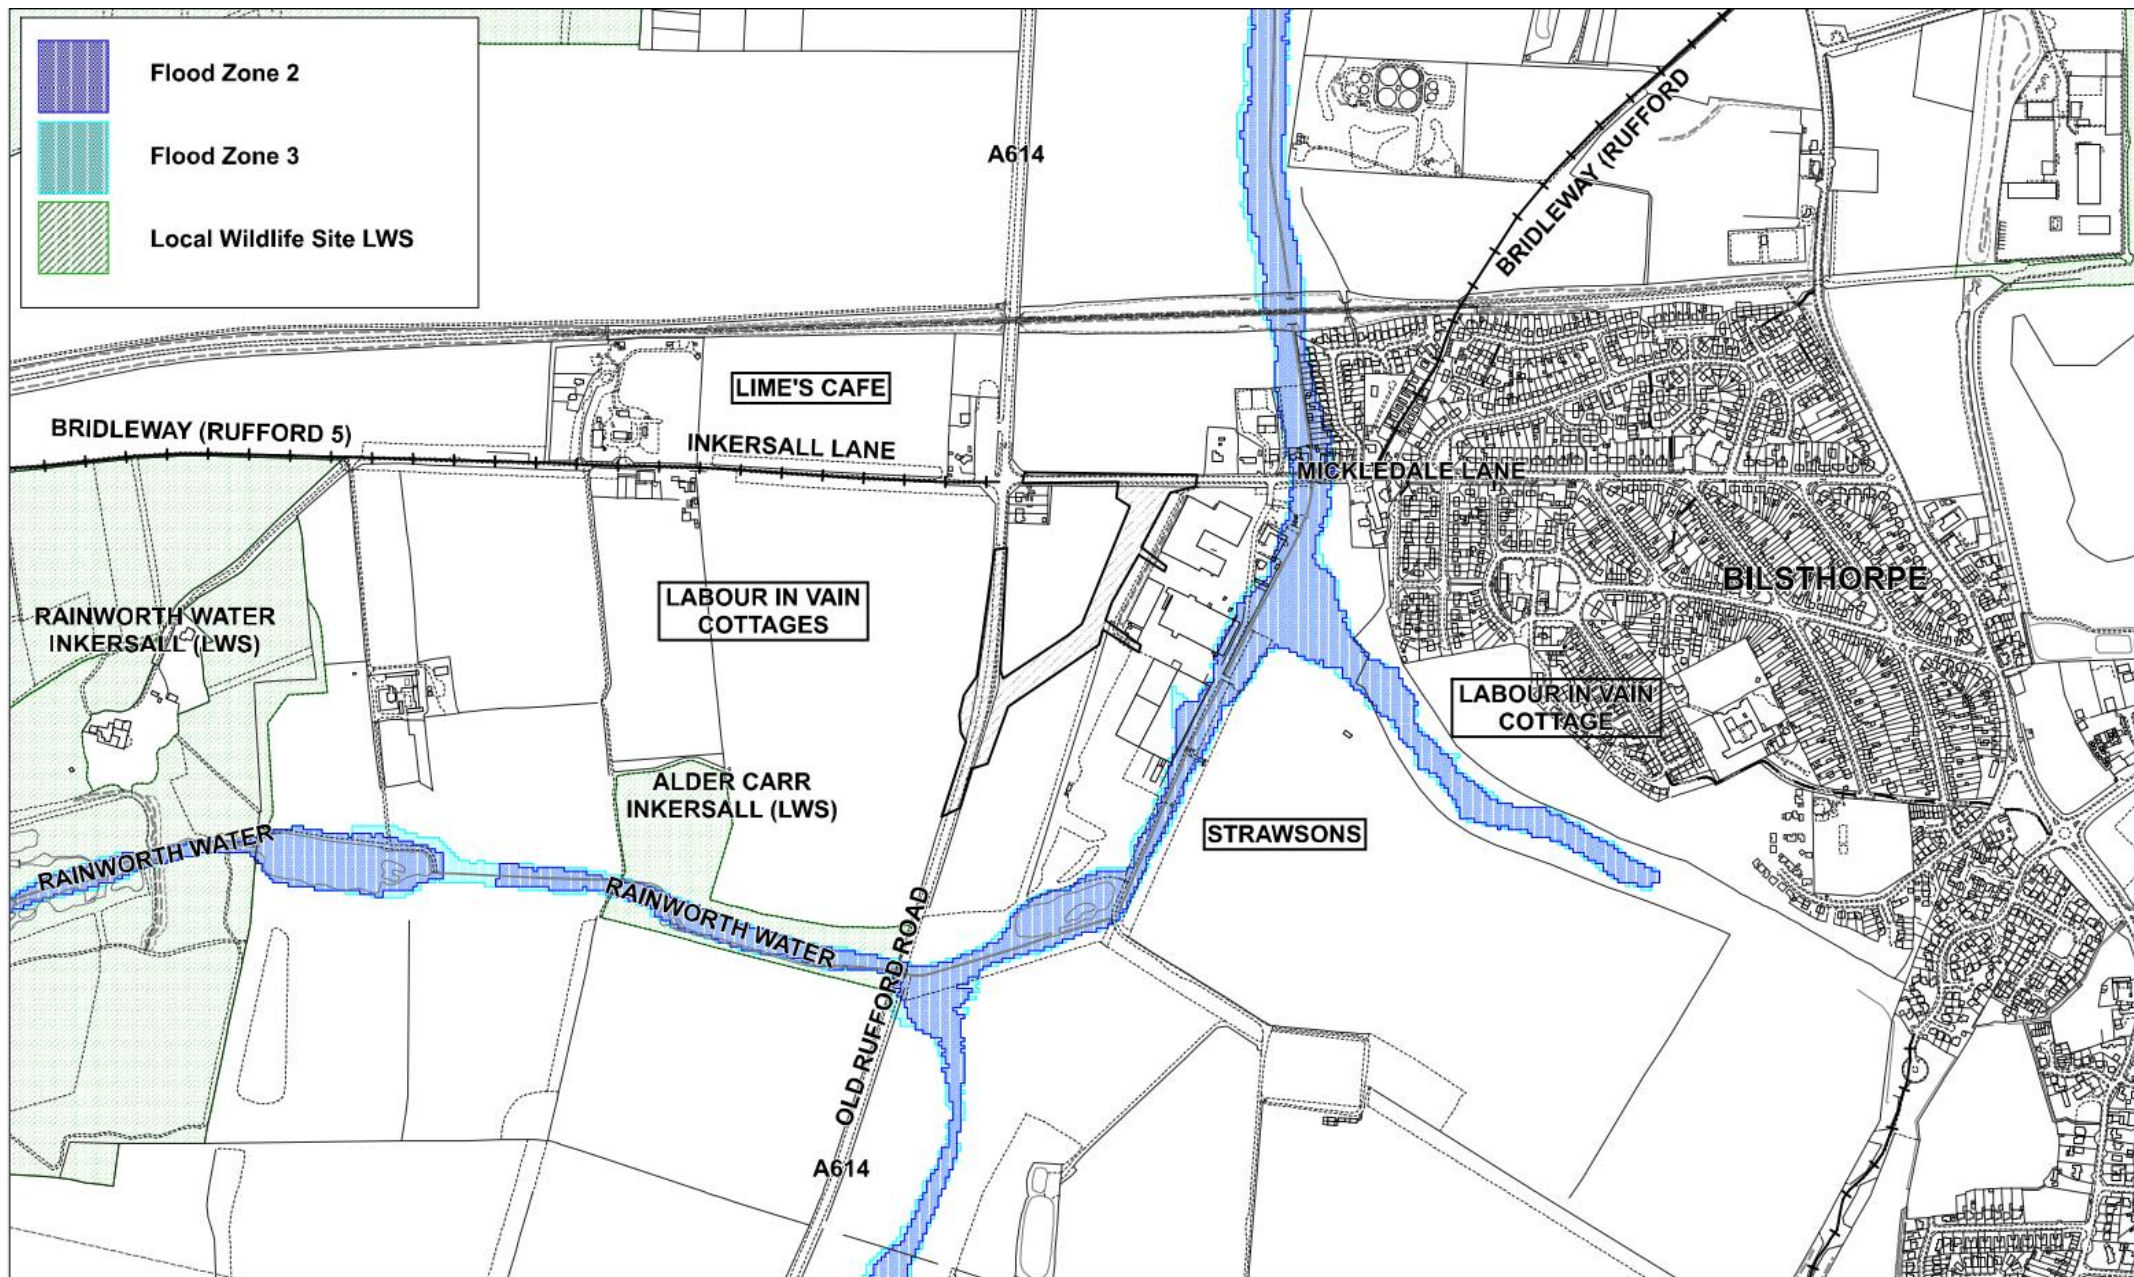 Flood Zone 2
Flood Zone 3
Local Wildlife Site LWS
A614
BRIDLEWAY (RUFFORD
LIME'S CAFE
BRIDLEWAY (RUFFORD 5)
INKERSALL LANE
MICKLEDALE LANE
BILSTHORPE
LABOUR IN VAIN
COTTAGES
RAINWORTH WATER
INKERSALL (LWS)
LABOUR IN VAIN
COTTAGE
ALDER CARR
INKERSALL (LWS)
STRAWSONS
RAINWORTH WATER
RAINWORTH WATER
OLD RUFFORD ROAD
A614